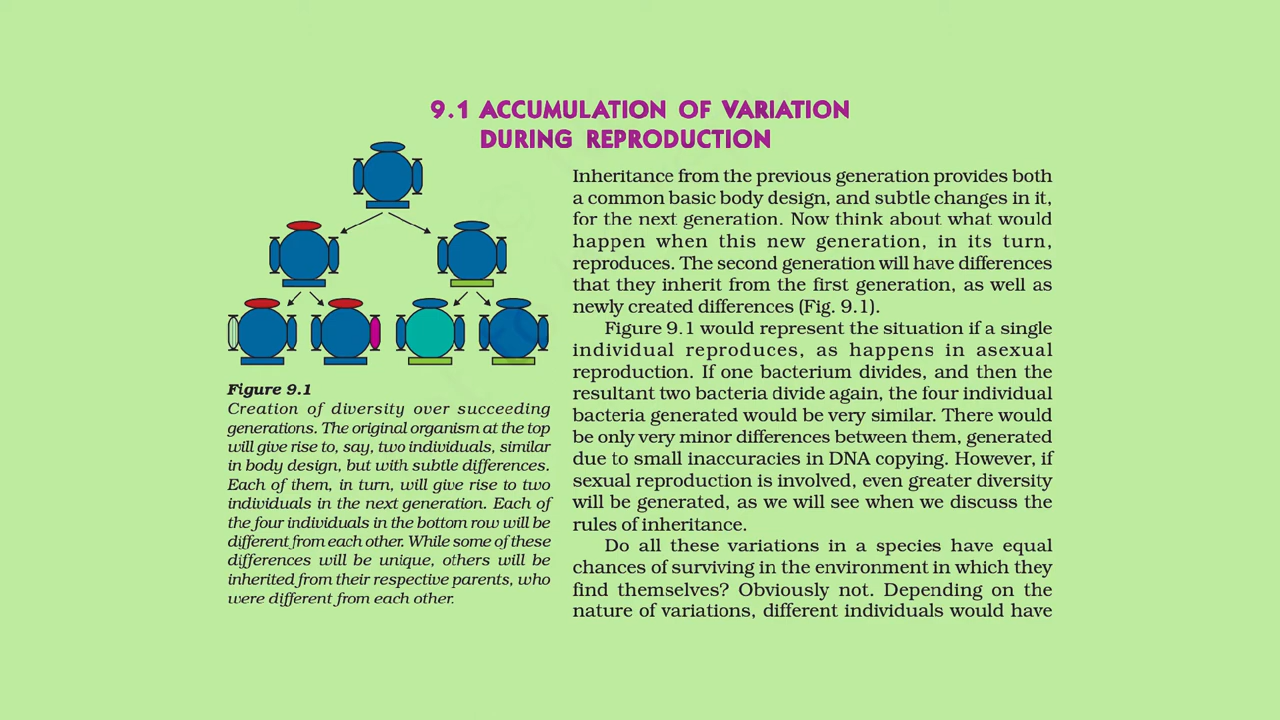 9.1 ACCUMULATION OF VARIATION
DURING REPRODUCTION
Inheritance from the previous generation provides both
a common basic body design, and subtle changes in it,
for the next generation. Now think about what would
happen when this new generation, in its turn,
reproduces. The second generation will have differences
that they inherit from the first generation, as well as
newly created differences (Fig. 9.1).
Figure 9.1 would represent the situation if a single
individual reproduces, as happens in asexual
reproduction. If one bacterium divides, and then the
resultant two bacteria divide again, the four individual
bacteria generated would be very similar. There would
be only very minor differences between them, generated
due to small inaccuracies in DNA copying. However, if
sexual reproduction is involved, even greater diversity
will be generated, as we will see when we discuss the
rules of inheritance.
Do all these variations in a species have equal
chances of surviving in the environment in which they
find themselves? Obviously not. Depending on the
nature of variations, different individuals would have
Figure 9.1
Creation of diversity over succeeding
generations. The original organism at the top
will give rise to, say, two individuals, similar
in body design, but with subtle differences.
Each of them, in turn, will give rise to two
individuals in the next generation. Each of
the four individuals in the bottom row will be
different from each other. While some of these
differences will be unique, others will be
inherited from their respective parents, who
were different from each other.